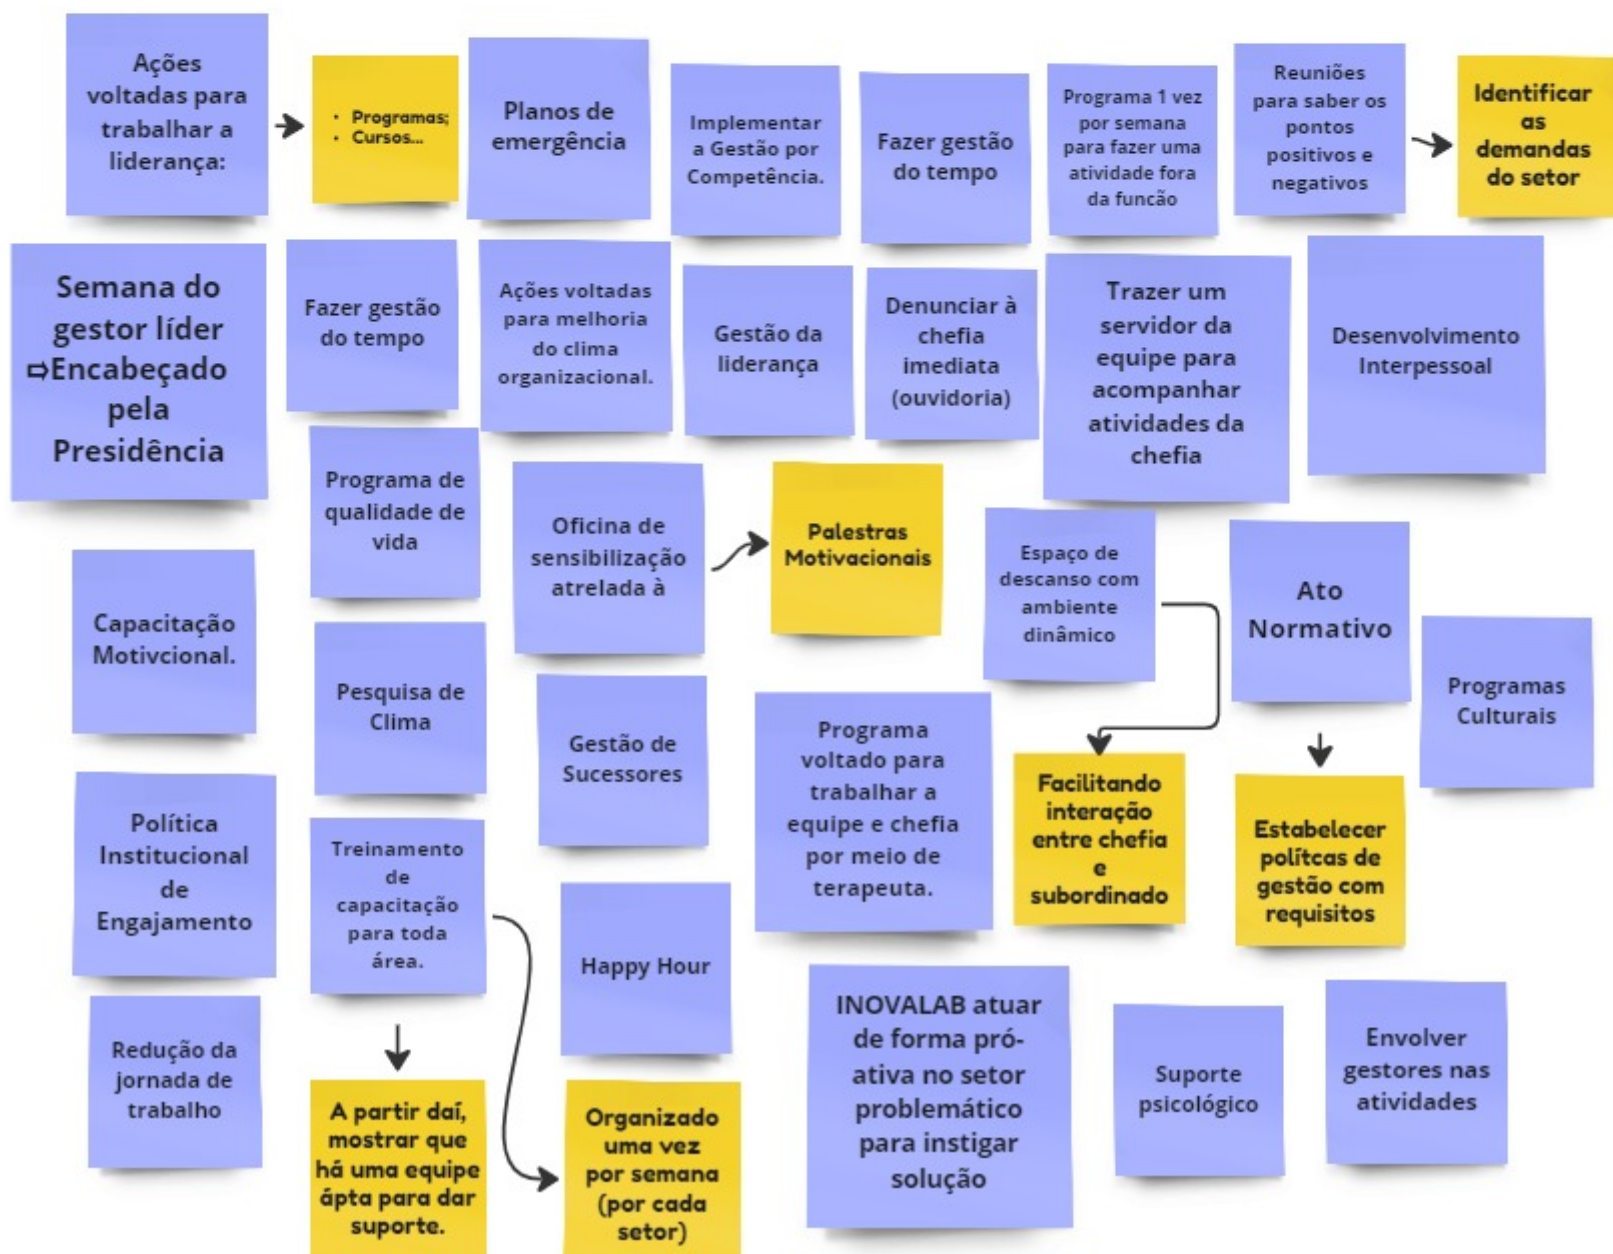 Ações
voltadas para
trabalhar a
liderança:
• Programas;
• Cursos...
Planos de
emergência
Implementar
a Gestão por
Competência.
Fazer gestão
do tempo
Programa 1 vez
por semana
para fazer uma
atividade fora
da funcão
Reuniões
para saber os
pontos
positivos e
negativos
Identificar
as
demandas
do setor
Semana do
gestor líder
⇨Encabeçado
pela
Presidência
Fazer gestão
do tempo
Ações voltadas
para melhoria
do clima
organizacional.
Gestão da
liderança
Denunciar à
chefia
imediata
(ouvidoria)
Trazer um
servidor da
equipe para
acompanhar
atividades da
chefia
Desenvolvimento
Interpessoal
Programa de
qualidade de
vida
Oficina de
sensibilização
atrelada à
Palestras
Motivacionais
Espaço de
descanso com
ambiente
dinâmico
Ato
Normativo
Capacitação
Motivcional.
Pesquisa de
Clima
Gestão de
Sucessores
Programa
voltado para
trabalhar a
equipe e chefia
por meio de
terapeuta.
Facilitando
interação
entre chefia
e
subordinado
Estabelecer
polítcas de
gestão com
requisitos
Programas
Culturais
Política
Institucional
de
Engajamento
Treinamento
de
capacitação
para toda
área.
Happy Hour
Redução da
jornada de
trabalho
A partir daí,
mostrar que
há uma equipe
ápta para dar
suporte.
Organizado
uma vez
por semana
(por cada
setor)
INOVALAB atuar
de forma pró-
ativa no setor
problemático
para instigar
solução
Suporte
psicológico
Envolver
gestores nas
atividades